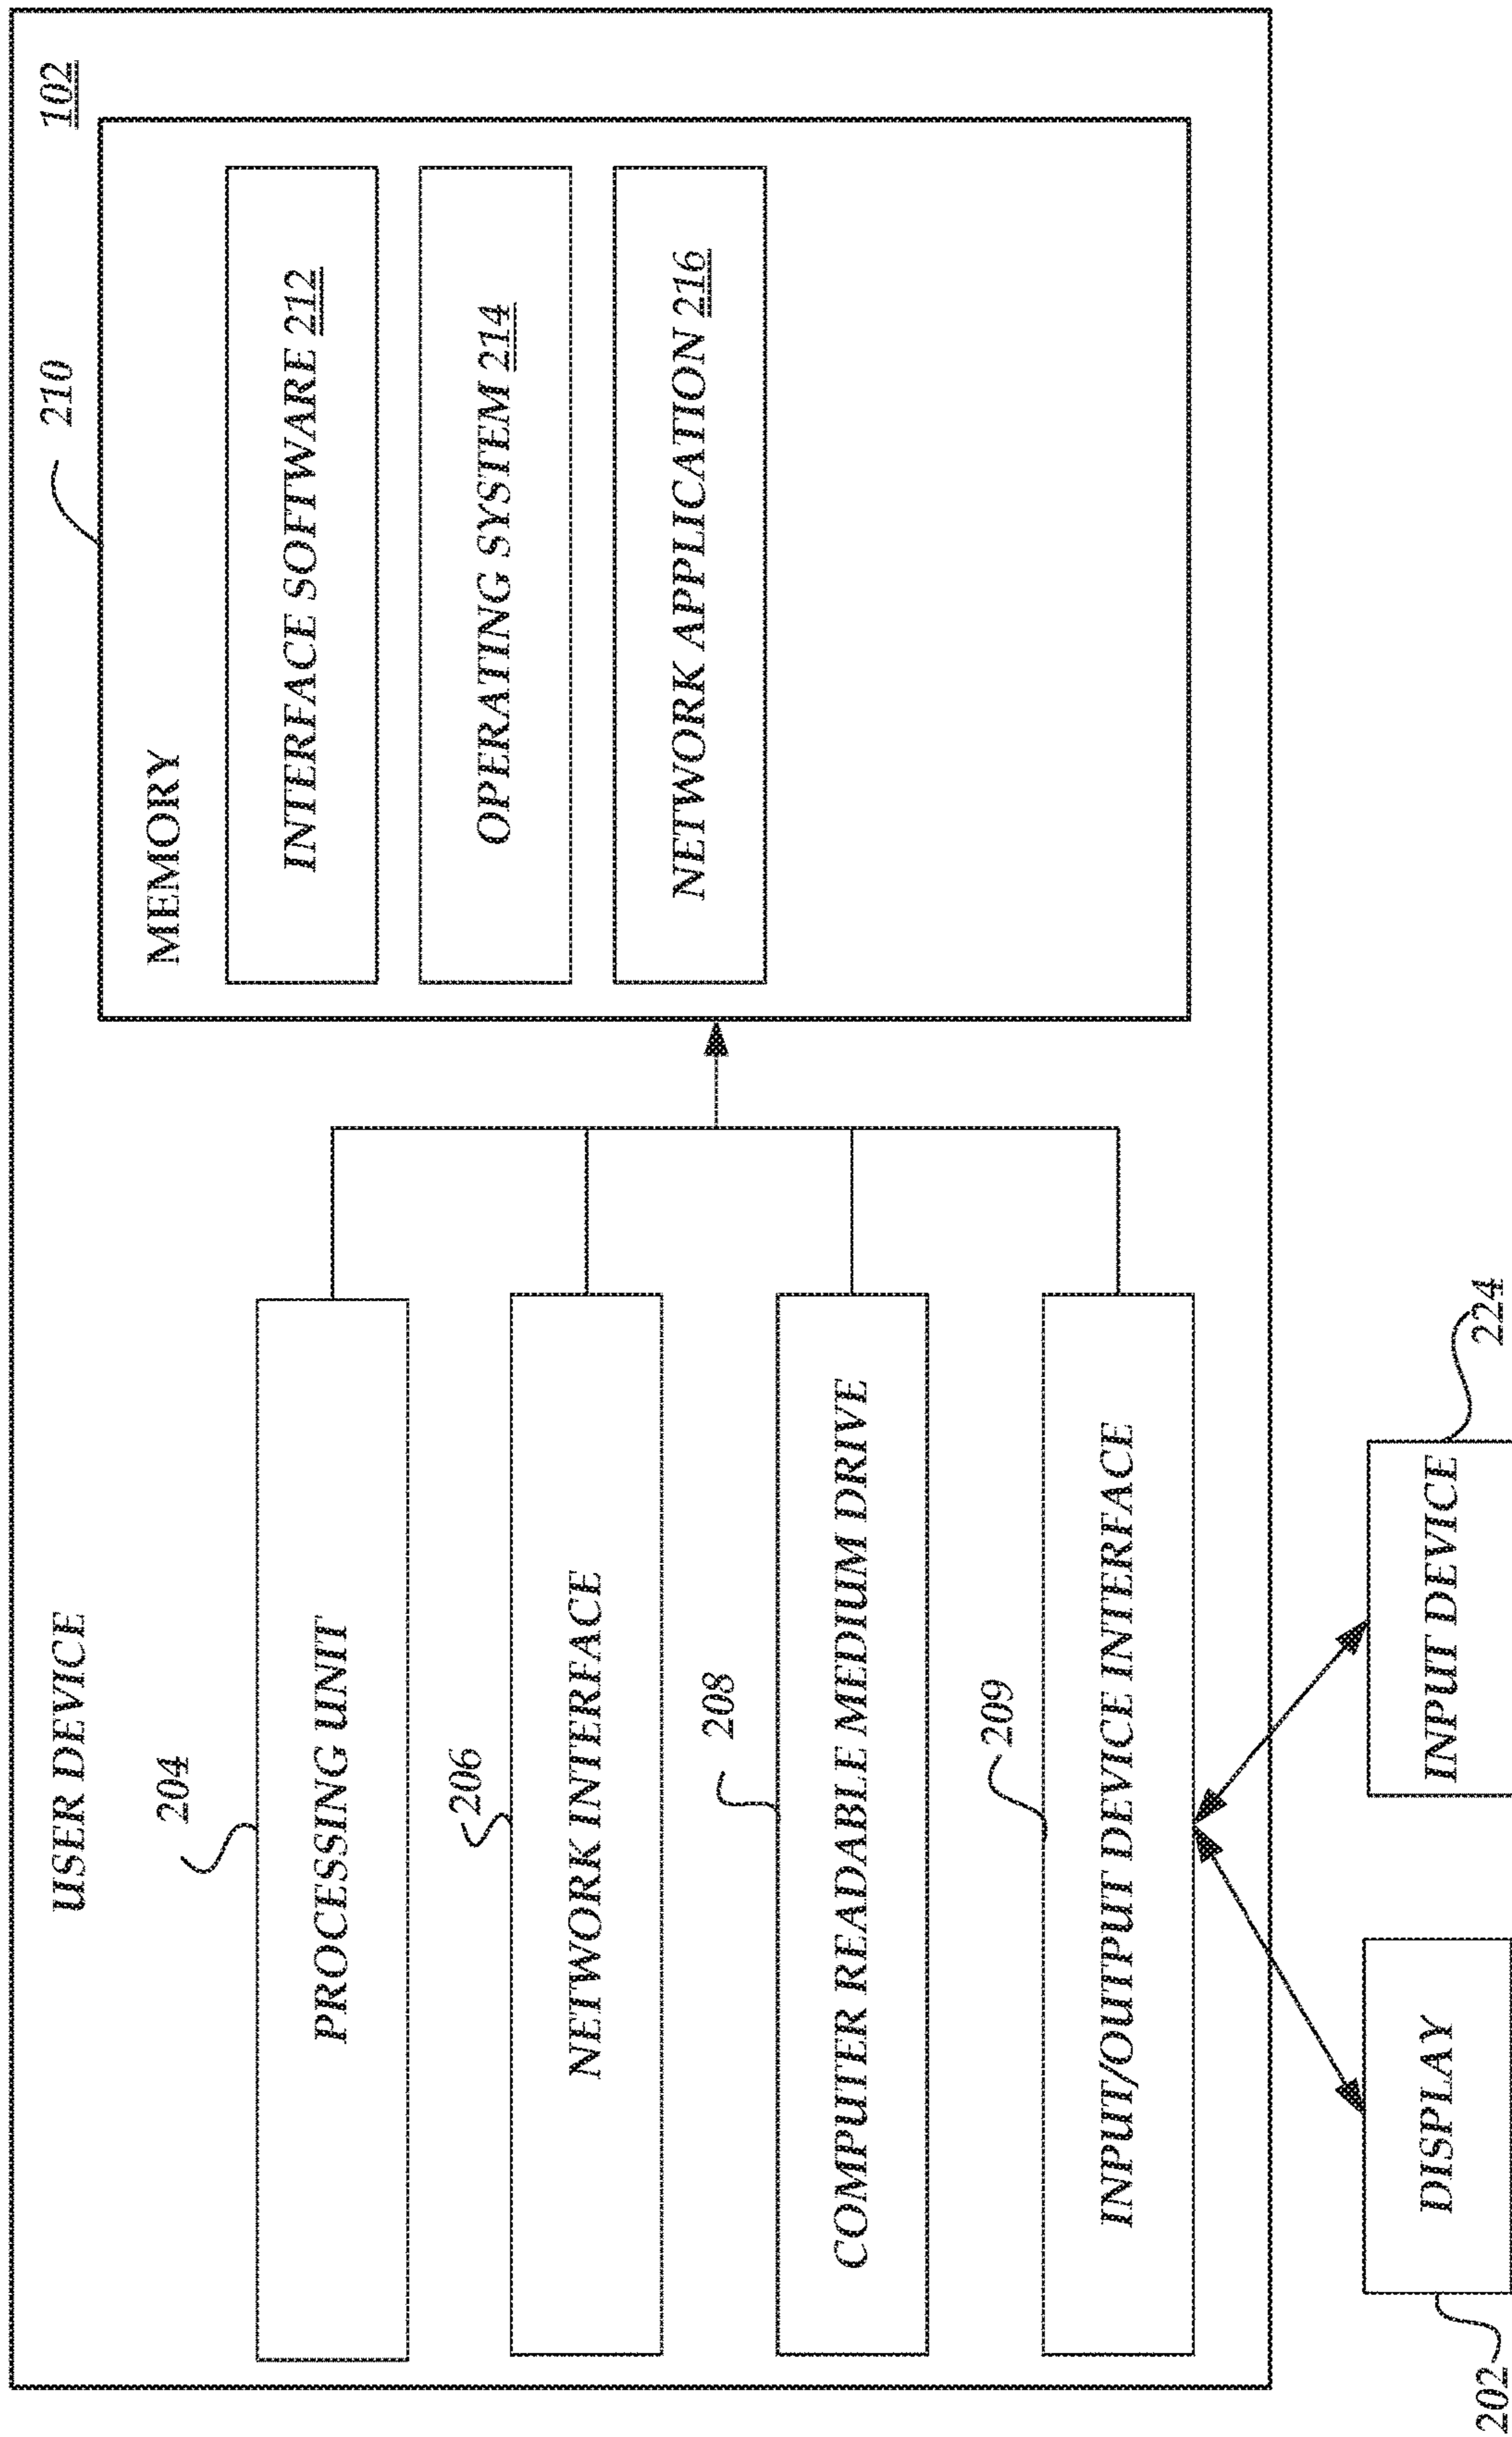 USER DEVICE
102
204
PROCESSING UNIT
206
NETWORK INTERFACE
208
COMPUTER READABLE MEDIUM DRIVE
209
INPUT/OUTPUT DEVICE INTERFACE
210
MEMORY
INTERFACE SOFTWARE 212
OPERATING SYSTEM 214
NETWORK APPLICATION 216
202
DISPLAY
INPUT DEVICE
224